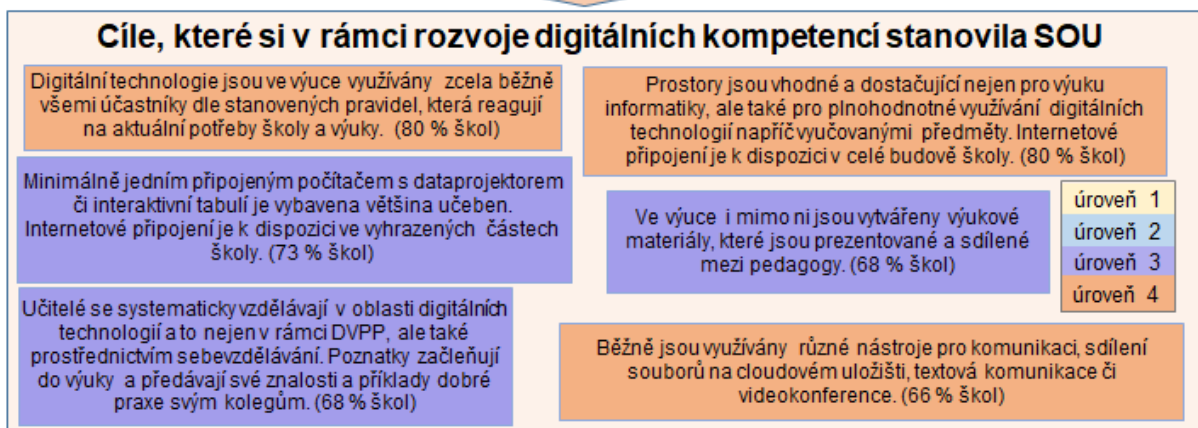 Cíle, které si v rámci rozvoje digitálních kompetencí stanovila SOU
Digitální technologie jsou ve výuce využívány zcela běžně
všemi účastníky dle stanovených pravidel, která reagují
na aktuální potřeby školy a výuky. (80 % škol)
Prostory jsou vhodné a dostačující nejen pro výuku
informatiky, ale také pro plnohodnotné využívání digitálních
technologií napříč vyučovanými předměty. Internetové
připojení je k dispozici v celé budově školy. (80 % škol)
Minimálně jedním připojeným počítačem s dataprojektorem
či interaktivní tabulí je vybavena většina učeben.
Internetové připojení je k dispozici ve vyhrazených částech
školy. (73 % škol)
Ve výuce i mimo ni jsou vytvářeny výukové
materiály, které jsou prezentované a sdílené
mezi pedagogy. (68 % škol)
úroveň 1
úroveň 2
úroveň 3
úroveň 4
Učitelé se systematicky vzdělávají v oblasti digitálních
technologií a to nejen v rámci DVPP, ale také
prostřednictvím sebevzdělávání. Poznatky začleňují
do výuky a předávají své znalosti a příklady dobré
praxe svým kolegům. (68 % škol)
Běžně jsou využívány různé nástroje pro komunikaci, sdílení
souborů na cloudovém uložišti, textová komunikace či
videokonference. (66 % škol)